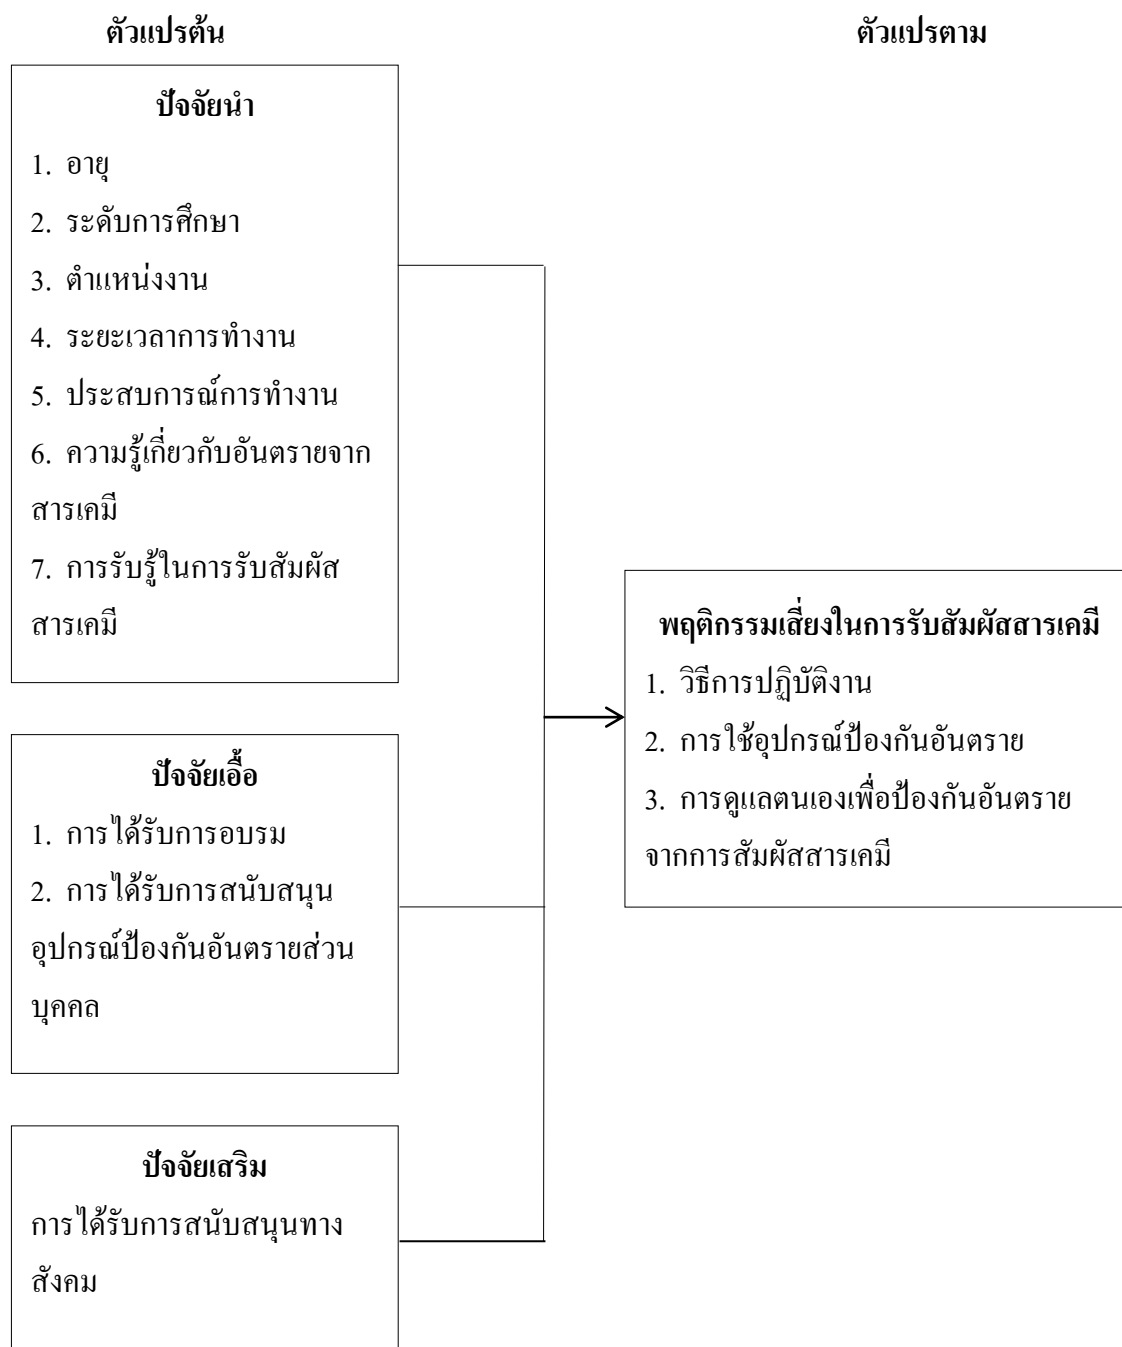 ตัวแปรต้น
ตัวแปรตาม
ปัจจัยนำ
1. อายุ
2. ระดับการศึกษา
3. ตำแหน่งงาน
4. ระยะเวลาการทำงาน
5. ประสบการณ์การทำงาน
6. ความรู้เกี่ยวกับอันตรายจาก
สารเคมี
7. การรับรู้ในการรับสัมผัส
สารเคมี
ปัจจัยเอื้อ
1. การได้รับการอบรม
2. การได้รับการสนับสนุน
อุปกรณ์ป้องกันอันตรายส่วน
บุคคล
ปัจจัยเสริม
การได้รับการสนับสนุนทาง
สังคม
พฤติกรรมเสี่ยงในการรับสัมผัสสารเคมี
1. วิธีการปฏิบัติงาน
2. การใช้อุปกรณ์ป้องกันอันตราย
3. การดูแลตนเองเพื่อป้องกันอันตราย
จากการสัมผัสสารเคมี